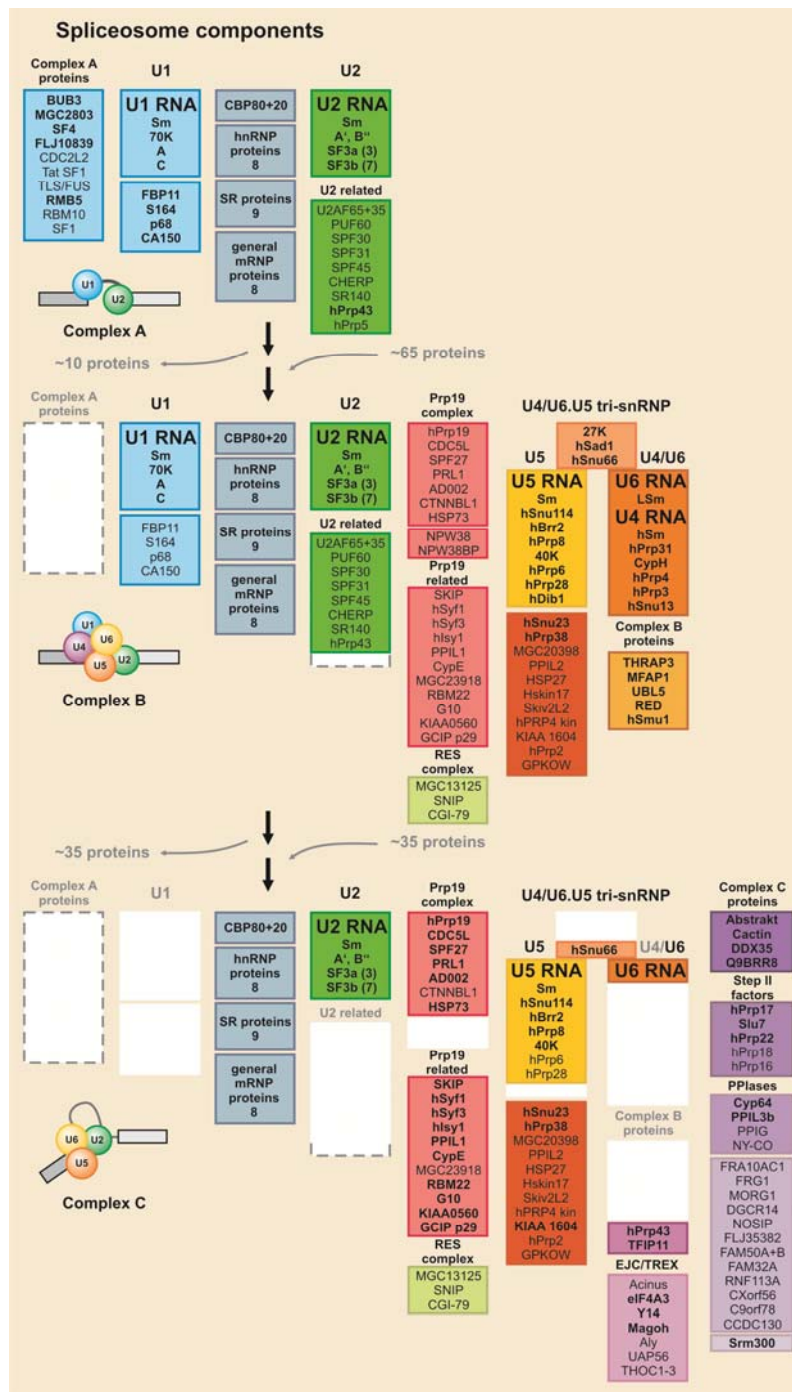 Spliceosome components
Complex A
proteins
BUB3
MGC2803
SF4
FLJ10839
CDC2L2
Tat SF1
TLS/FUS
RMB5
RBM10
SF1
U1
U1 RNA
Sm
70K
A
C
FBP11
S164
p68
CA150
CBP80+20
hnRNP
proteins
8
SR proteins
9
general
mRNP
proteins
8
U2
U2 RNA
Sm
A', B"
SF3a (3)
SF3b (7)
U2 related
U2AF65+35
PUF60
SPF30
SPF31
SPF45
CHERP
SR140
hPrp43
hPrp5
U1
U2
Complex A
~10 proteins
~65 proteins
Complex A
proteins
U1
U1 RNA
Sm
70K
A
C
FBP11
S164
p68
CA150
CBP80+20
hnRNP
proteins
8
SR proteins
9
general
mRNP
proteins
8
U2
U2 RNA
Sm
A', B"
SF3a (3)
SF3b (7)
U2 related
U2AF65+35
PUF60
SPF30
SPF31
SPF45
CHERP
SR140
hPrp43
Prp19
complex
hPrp19
CDC5L
SPF27
PRL1
AD002
CTNNBL1
HSP73
NPW38
NPW38BP
Prp19
related
SKIP
hSyf1
hSyf3
hIsy1
PPIL1
CypE
MGC23918
RBM22
G10
KIAA0560
GCIP p29
RES
complex
MGC13125
SNIP
CGI-79
U4/U6.U5 tri-snRNP
27K
hSad1
hSnu66
U5
U5 RNA
Sm
hSnu114
hBrr2
hPrp8
40K
hPrp6
hPrp28
hDib1
hSnu23
hPrp38
MGC20398
PPIL2
HSP27
Hskin17
Skiv2L2
hPRP4 kin
KIAA 1604
hPrp2
GPKOW
U4/U6
U6 RNA
LSm
U4 RNA
hSm
hPrp31
CypH
hPrp4
hPrp3
hSnu13
Complex B
proteins
THRAP3
MFAP1
UBL5
RED
hSmu1
U1
U4
U6
U5
U2
Complex B
~35 proteins
~35 proteins
Complex A
proteins
U1
CBP80+20
hnRNP
proteins
8
SR proteins
9
general
mRNP
proteins
8
U2
U2 RNA
Sm
A', B"
SF3a (3)
SF3b (7)
U2 related
Prp19
complex
hPrp19
CDC5L
SPF27
PRL1
AD002
CTNNBL1
HSP73
Prp19
related
SKIP
hSyf1
hSyf3
hIsy1
PPIL1
CypE
MGC23918
RBM22
G10
KIAA0560
GCIP p29
RES
complex
MGC13125
SNIP
CGI-79
U4/U6.U5 tri-snRNP
hSnu66
U5
U5 RNA
Sm
hSnu114
hBrr2
hPrp8
40K
hPrp6
hPrp28
hSnu23
hPrp38
MGC20398
PPIL2
HSP27
Hskin17
Skiv2L2
hPRP4 kin
KIAA 1604
hPrp2
GPKOW
U4/U6
U6 RNA
Complex B
proteins
hPrp43
TFIP11
EJC/TREX
Acinus
eIF4A3
Y14
Magoh
Aly
UAP56
THOC1-3
Complex C
proteins
Abstrakt
Cactin
DDX35
Q9BRR8
Step II
factors
hPrp17
Slu7
hPrp22
hPrp18
hPrp16
PPIases
Cyp64
PPIL3b
PPIG
NY-CO
FRA10AC1
FRG1
MORG1
DGCR14
NOSIP
FLJ35382
FAM50A+B
FAM32A
RNF113A
CXorf56
C9orf78
CCDC130
Srm300
U6
U2
U5
Complex C